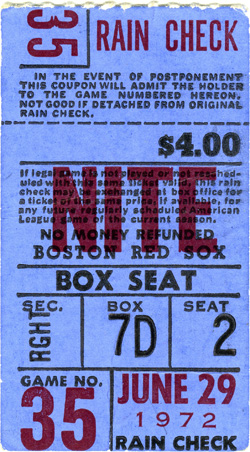 35 RAIN CHECK
IN THE EVENT OF POSTPONEMENT
THIS COUPON WILL ADMIT THE HOLDER
TO THE GAME NUMBERED HEREON.
NOT GOOD IF DETACHED FROM ORIGINAL
RAIN CHECK.
$4.00
NITE
If legal game is not played or not resched-
uled with this same ticket valid, this rain
check may be exchanged at box office for
a ticket of the same price, if available, for
any future regularly scheduled American
League game of the current season.
NO MONEY REFUNDED
BOSTON RED SOX
BOX SEAT
SEC. BOX SEAT
RGHT 7D 2
GAME NO. JUNE 29
35 1972
RAIN CHECK